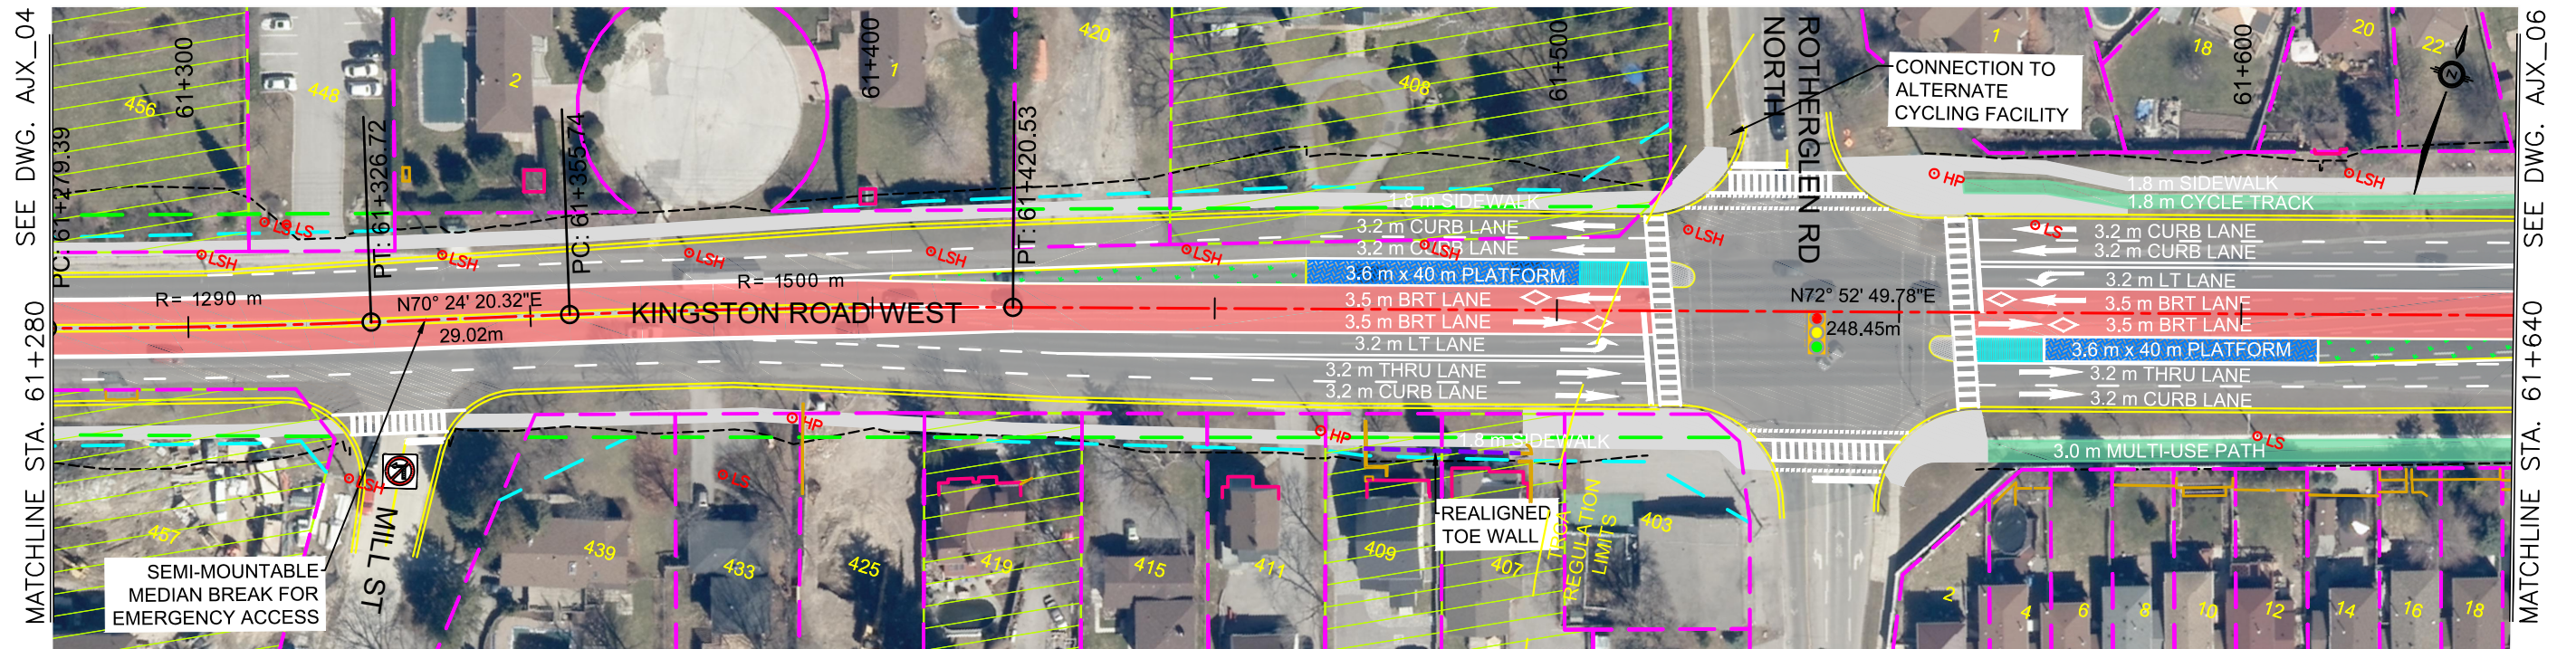 SEE DWG. AJX_04
MATCHLINE STA. 61+280
PC: 61+279.39
456
61+300
448
PT: 61+326.72
2
PC: 61+355.74
61+400
1
PT: 61+420.53
420
408
61+500
NORTH
ROTHERGLEN RD
CONNECTION TO
ALTERNATE
CYCLING FACILITY
1
18
61+600
20
22
Z
SEE DWG. AJX_06
MATCHLINE STA. 61+640
LS
LS
LSH
LSH
LSH
LSH
LSH
LSH
LSH
HP
LSH
LS
1.8 m SIDEWALK
3.2 m CURB LANE
3.2 m CURB LANE
3.6 m x 40 m PLATFORM
3.5 m BRT LANE
3.5 m BRT LANE
3.2 m LT LANE
3.2 m THRU LANE
3.2 m CURB LANE
1.8 m SIDEWALK
R= 1290 m
N70° 24' 20.32"E
29.02m
R= 1500 m
KINGSTON ROAD WEST
N72° 52' 49.78"E
248.45m
1.8 m SIDEWALK
1.8 m CYCLE TRACK
3.2 m CURB LANE
3.2 m CURB LANE
3.2 m LT LANE
3.5 m BRT LANE
3.5 m BRT LANE
3.6 m x 40 m PLATFORM
3.2 m THRU LANE
3.2 m CURB LANE
3.0 m MULTI-USE PATH
LS
HP
HP
LS
LSH
MILL ST
457
SEMI-MOUNTABLE
MEDIAN BREAK FOR
EMERGENCY ACCESS
439
433
425
419
415
411
409
407
REALIGNED
TOE WALL
TRCA
REGULATION
LIMITS
403
2
4
6
8
10
12
14
16
18